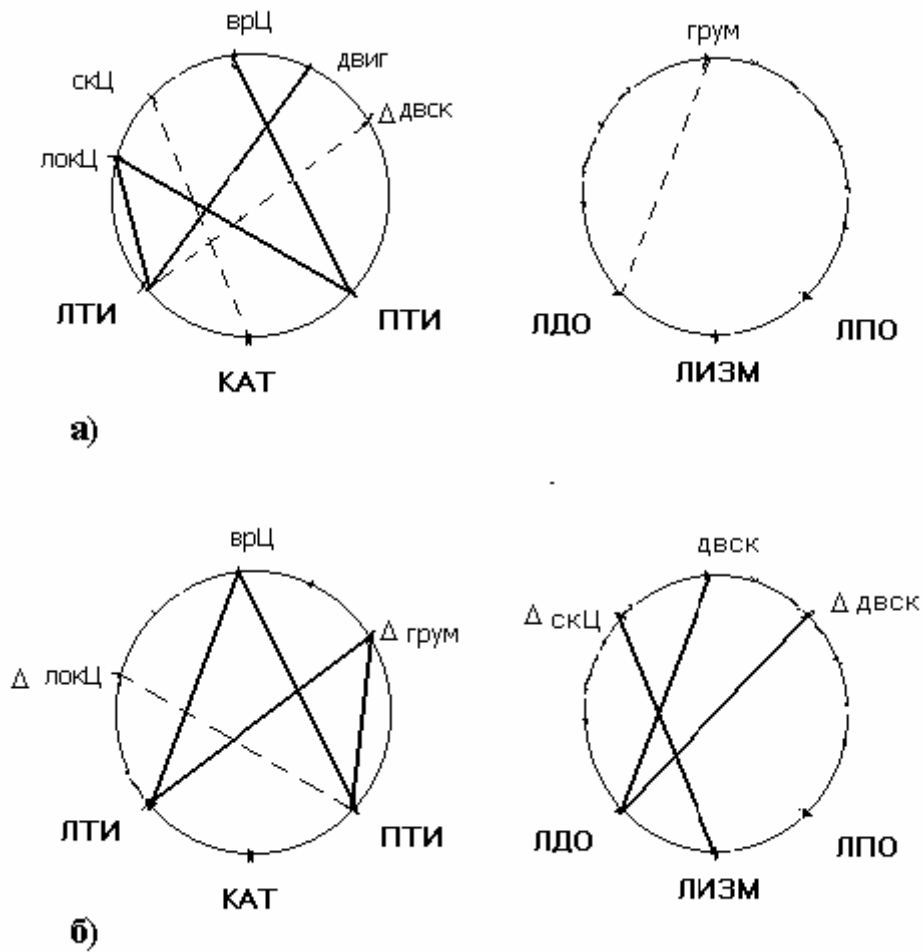 врЦ
двиг
скЦ
Δ двск
локЦ
ЛТИ
ПТИ
КАТ
грум
ЛДО
ЛПО
ЛИЗМ
а)
врЦ
Δ грум
Δ локЦ
ЛТИ
ПТИ
КАТ
двск
Δ скЦ
Δ двск
ЛДО
ЛПО
ЛИЗМ
б)